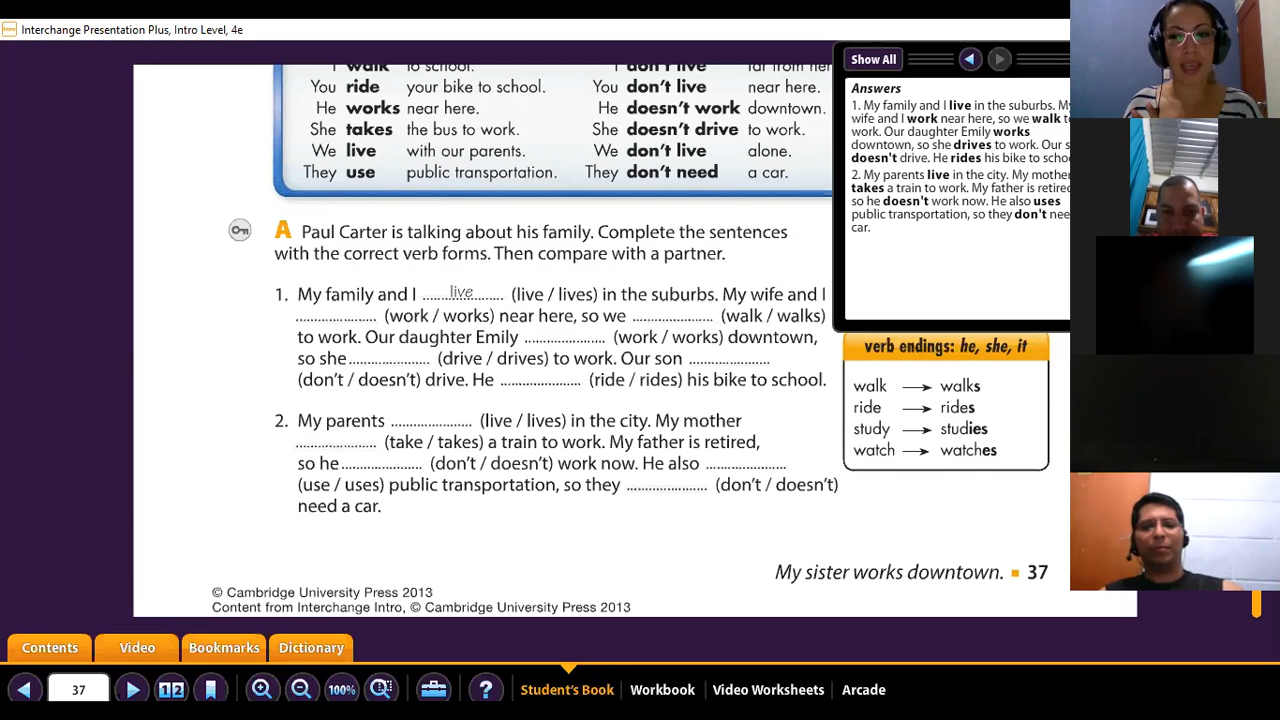 Interchange Presentation Plus, Intro Level, 4e
walk to school. I don't live far from her
You ride your bike to school. You don't live near here.
He works near here. He doesn't work downtown.
She takes the bus to work. She doesn't drive to work.
We live with our parents. We don't live alone.
They use public transportation. They don't need a car.
A Paul Carter is talking about his family. Complete the sentences
with the correct verb forms. Then compare with a partner.
1. My family and I ....live.... (live / lives) in the suburbs. My wife and I
.................... (work / works) near here, so we .................... (walk / walks)
to work. Our daughter Emily .................... (work / works) downtown,
so she .................... (drive / drives) to work. Our son ....................
(don't / doesn't) drive. He .................... (ride / rides) his bike to school.
2. My parents .................... (live / lives) in the city. My mother
.................... (take / takes) a train to work. My father is retired,
so he .................... (don't / doesn't) work now. He also ....................
(use / uses) public transportation, so they .................... (don't / doesn't)
need a car.
My sister works downtown. ▪ 37
© Cambridge University Press 2013
Content from Interchange Intro, © Cambridge University Press 2013
Show All
Answers
1. My family and I live in the suburbs. My
wife and I work near here, so we walk to
work. Our daughter Emily works
downtown, so she drives to work. Our s
doesn't drive. He rides his bike to schoo
2. My parents live in the city. My mother
takes a train to work. My father is retired,
so he doesn't work now. He also uses
public transportation, so they don't nee
car.
verb endings: he, she, it
walk → walks
ride → rides
study → studies
watch → watches
Contents Video Bookmarks Dictionary
37 12 100% ? Student's Book Workbook Video Worksheets Arcade